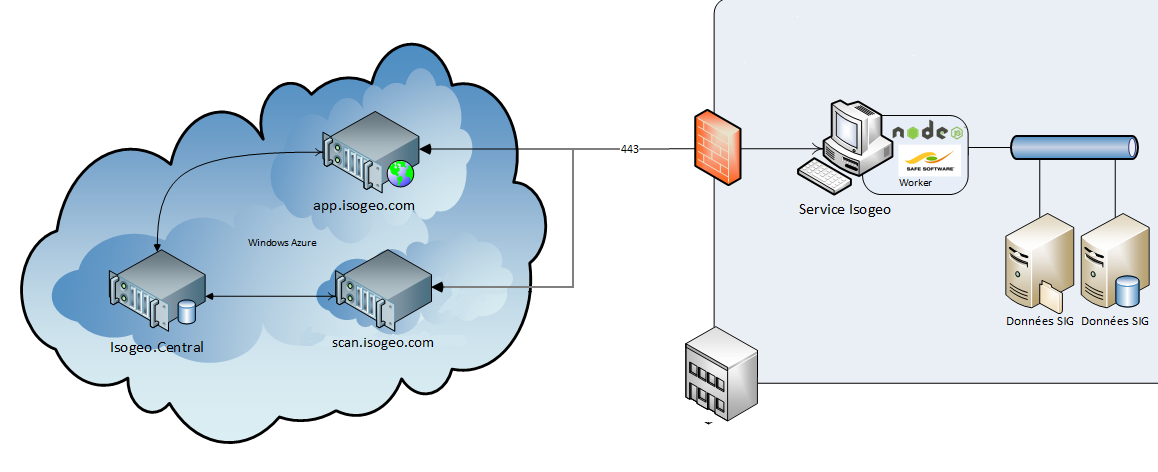 app.isogeo.com
Windows Azure
Isogeo.Central
scan.isogeo.com
443
node
JS
SAFE SOFTWARE
Worker
Service Isogeo
Données SIG
Données SIG